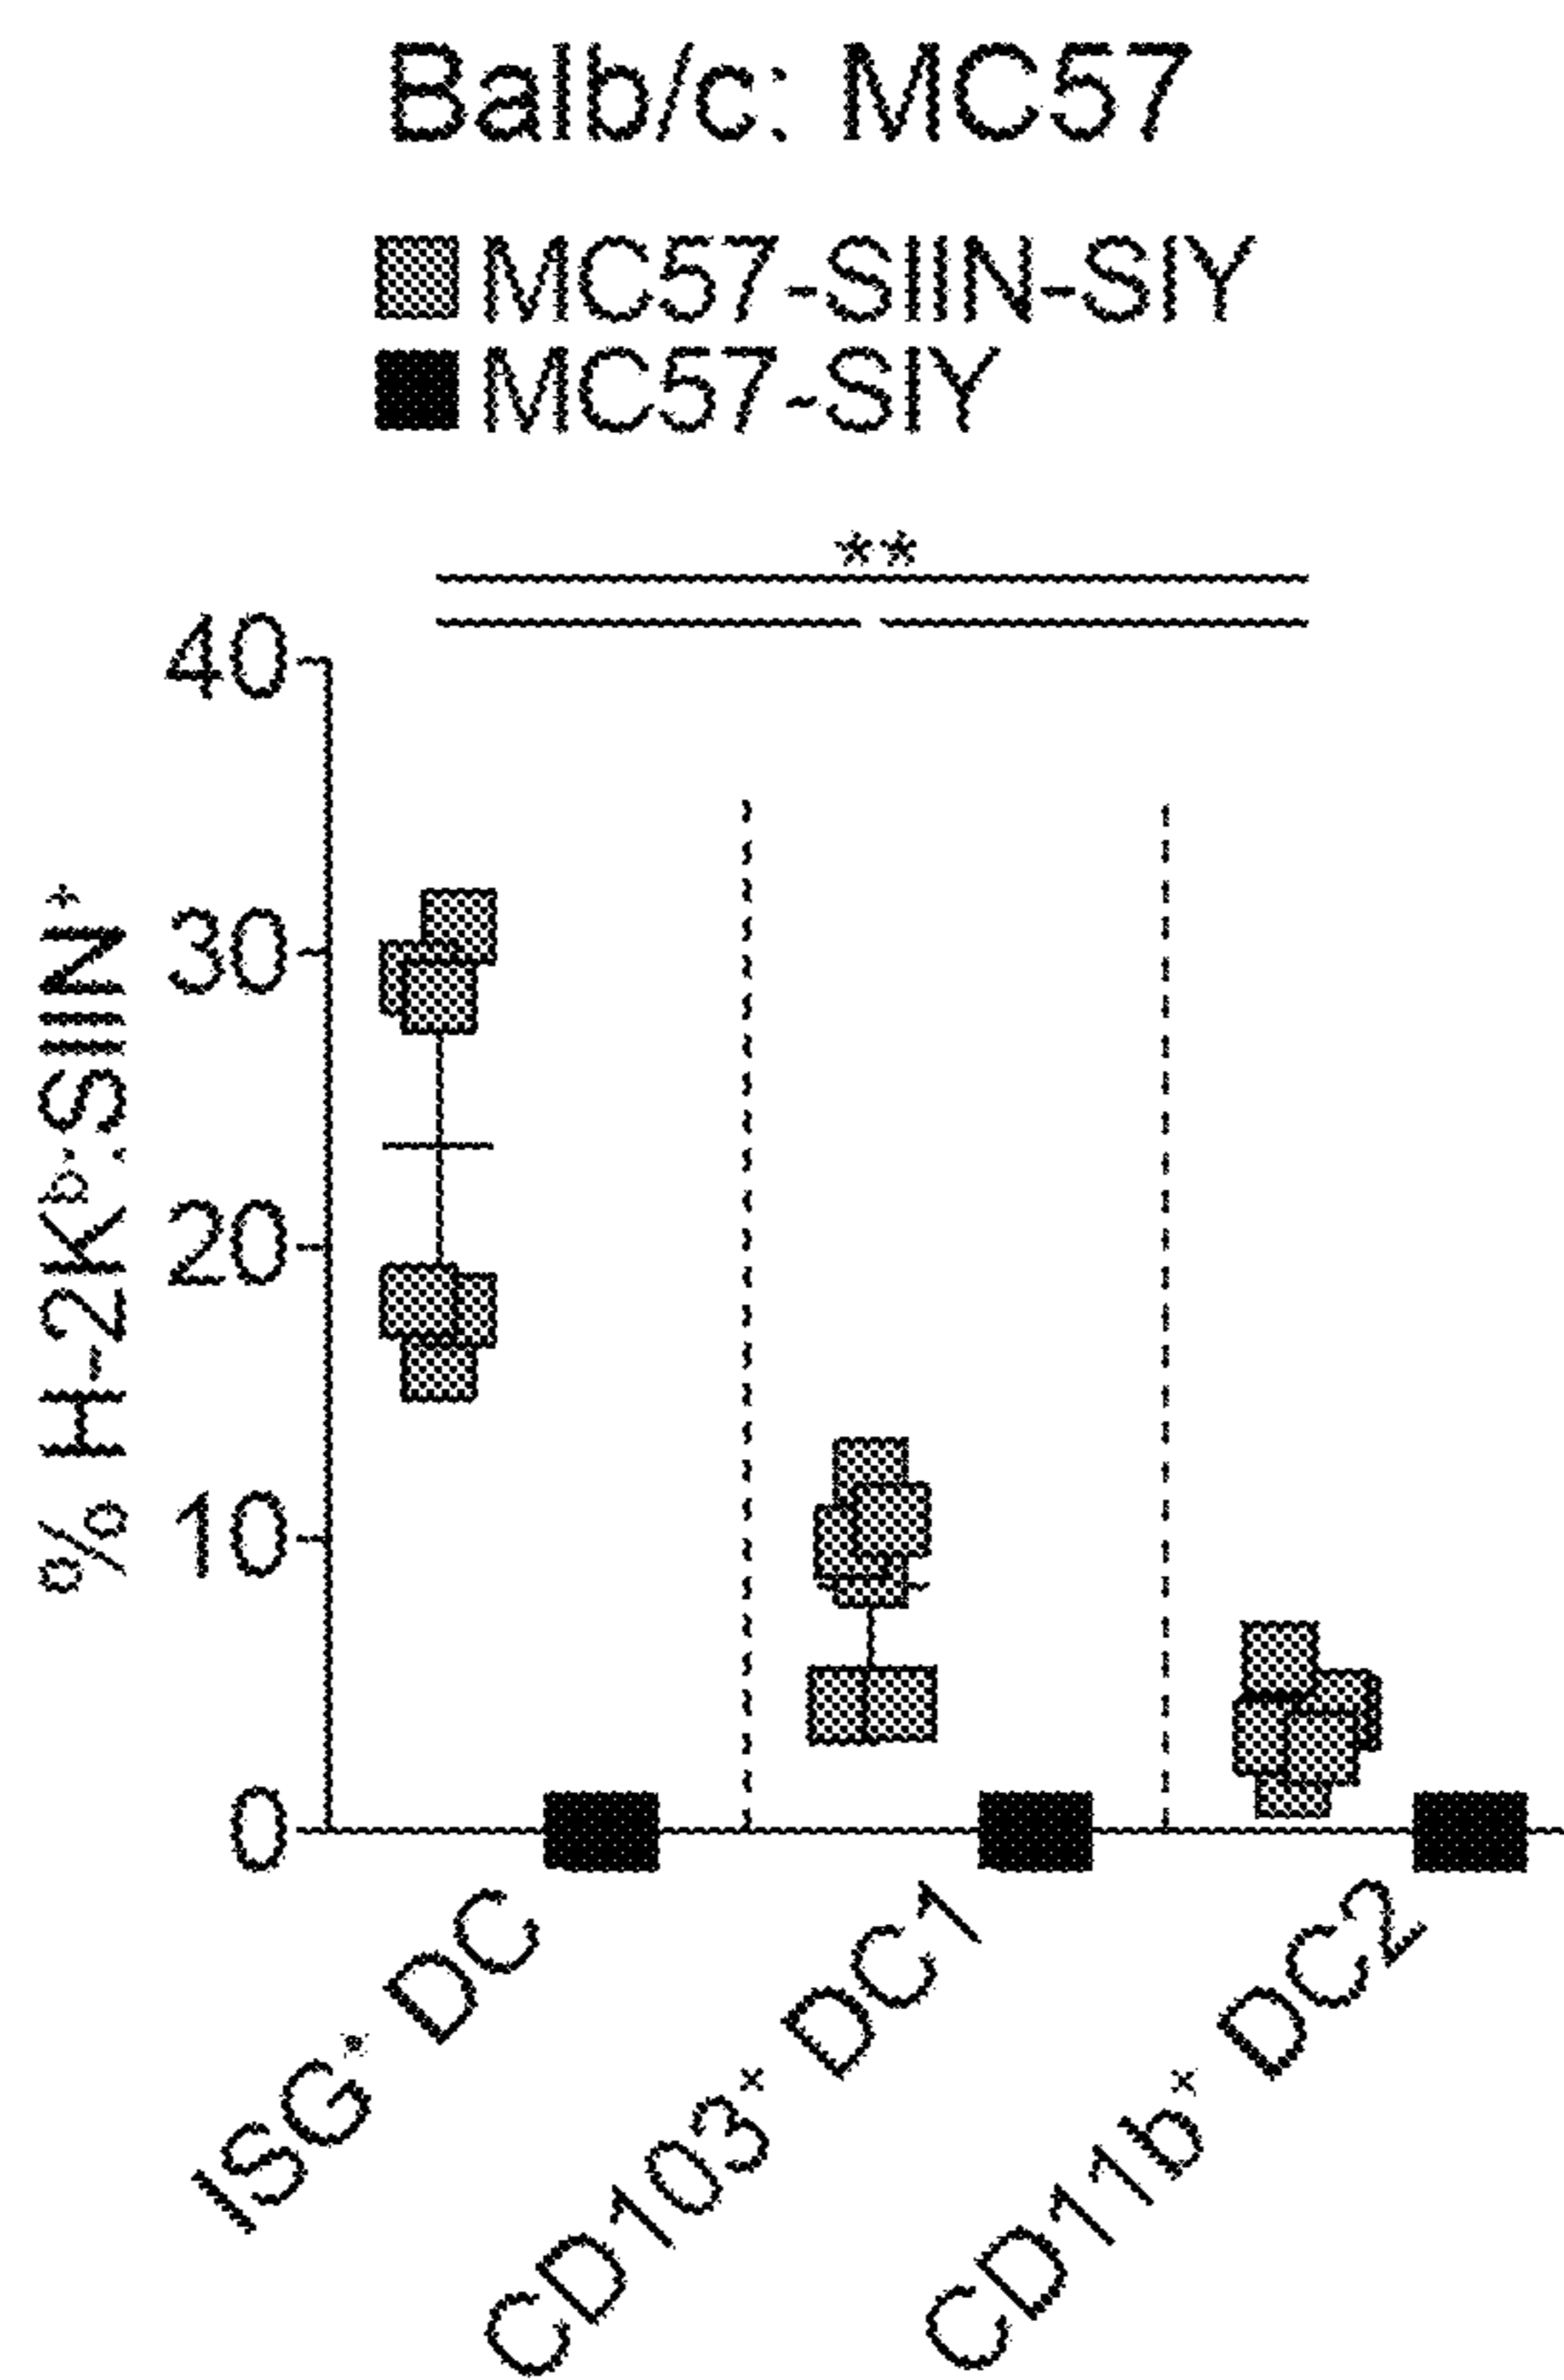 Balb/c: MC57
MC57-SIIN-SIY
MC57-SIY
**
40
30
20
10
0
% H-2Kᵇ:SIIN⁺
ISG⁺ DC
CD103⁺ DC1
CD11b⁺ DC2